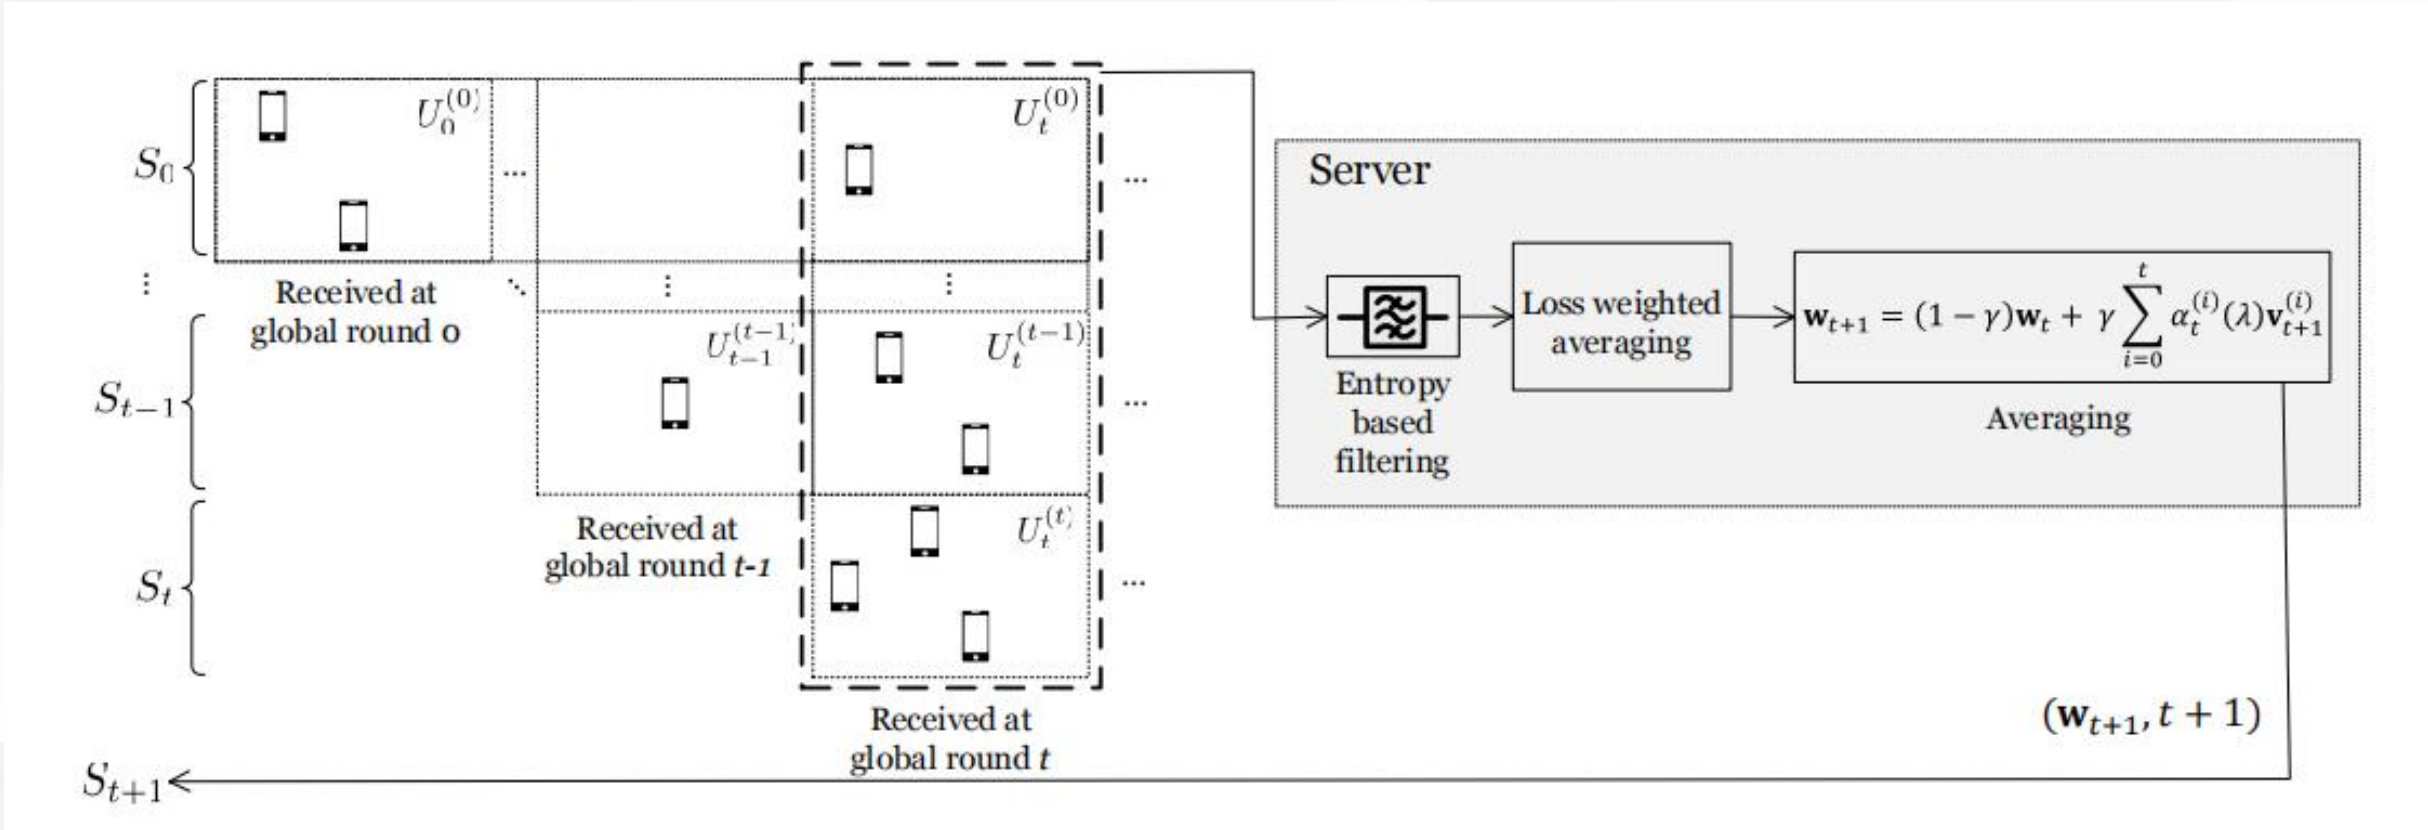 S_0
U_0^{(0)}
...
U_t^{(0)}
...
Received at
global round 0
⋮
⋱
⋮
⋮
S_{t-1}
U_{t-1}^{(t-1)}
U_t^{(t-1)}
...
Received at
global round t-1
S_t
U_t^{(t)}
...
Received at
global round t
Server
Entropy
based
filtering
Loss weighted
averaging
w_{t+1} = (1 − γ)w_t + γ ∑_{i=0}^{t} α_t^{(i)}(λ)v_{t+1}^{(i)}
Averaging
(w_{t+1}, t + 1)
S_{t+1}